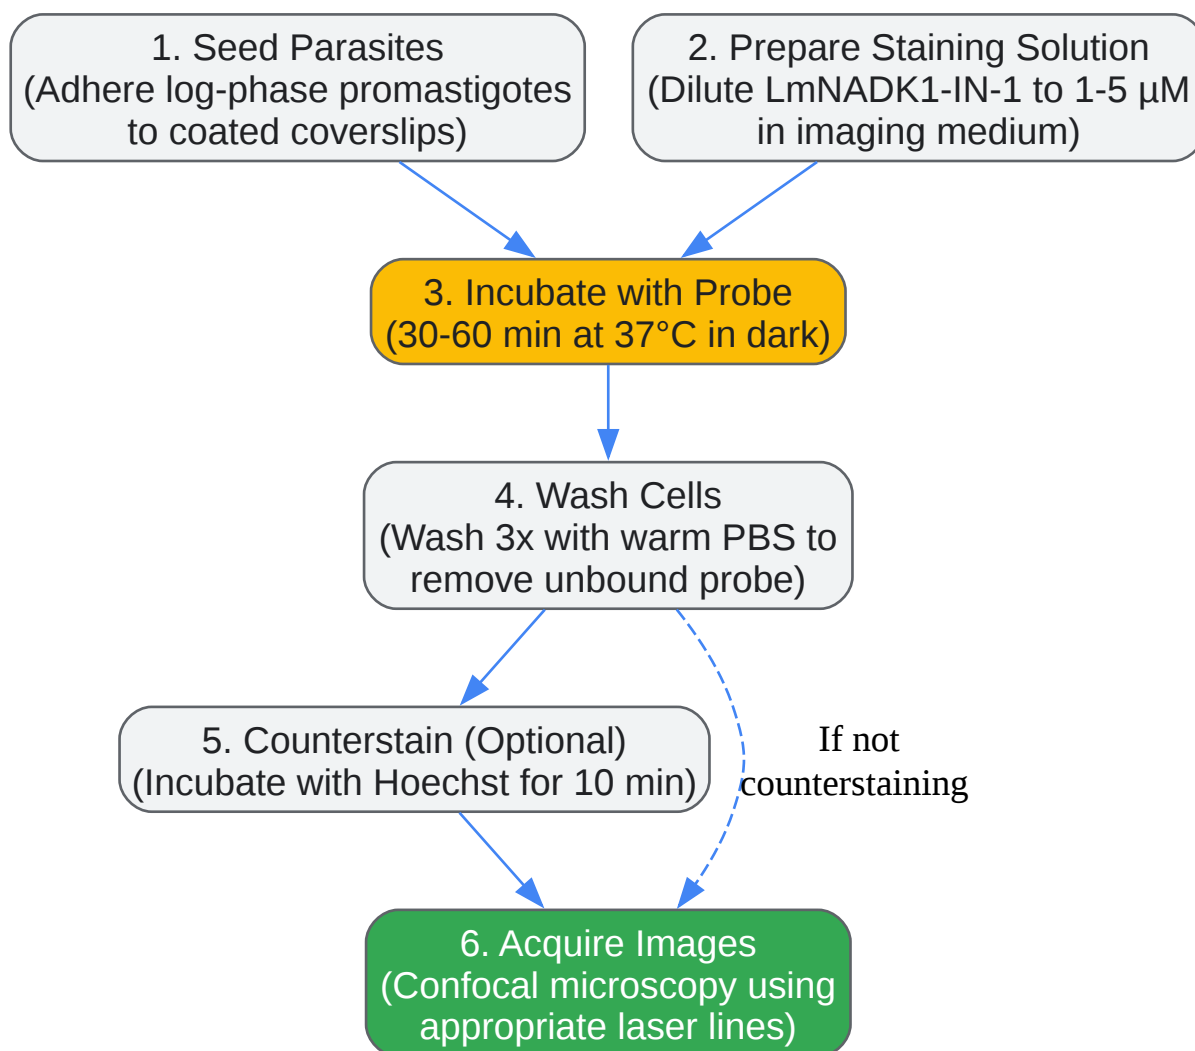 1. Seed Parasites
(Adhere log-phase promastigotes
to coated coverslips)
2. Prepare Staining Solution
(Dilute LmNADK1-IN-1 to 1-5 µM
in imaging medium)
3. Incubate with Probe
(30-60 min at 37°C in dark)
4. Wash Cells
(Wash 3x with warm PBS to
remove unbound probe)
5. Counterstain (Optional)
(Incubate with Hoechst for 10 min)
If not
counterstaining
6. Acquire Images
(Confocal microscopy using
appropriate laser lines)